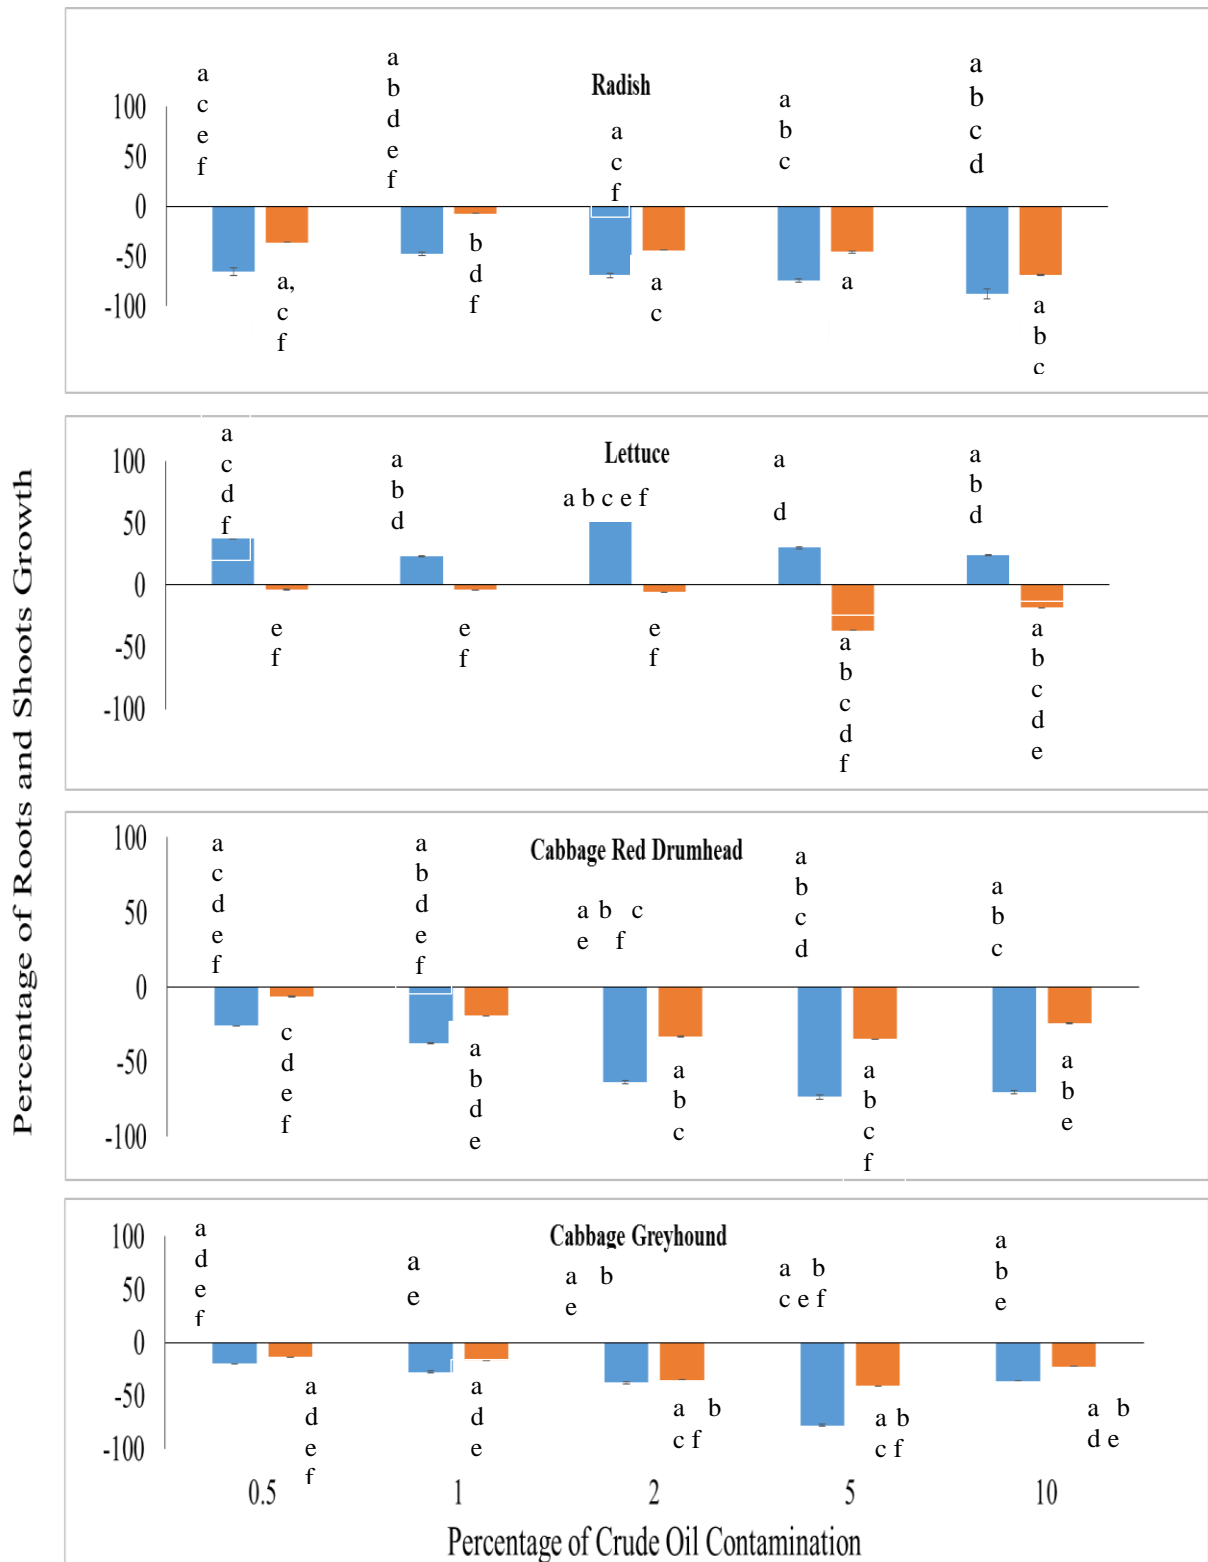 Percentage of Roots and Shoots Growth
Radish
100
50
0
-50
-100
a
c
e
f
a
b
d
e
f
a
c
f
a
b
c
a
b
c
d
a,
c
f
b
d
f
a
c
a
a
b
c
Lettuce
100
50
0
-50
-100
a
c
d
f
a
b
d
a b c e f
a
d
a
b
d
e
f
e
f
e
f
a
b
c
d
f
a
b
c
d
e
Cabbage Red Drumhead
100
50
0
-50
-100
a
c
d
e
f
a
b
d
e
f
a b c
e f
a
b
c
d
a
b
c
c
d
e
f
a
b
d
e
a
b
c
a
b
c
f
a
b
e
Cabbage Greyhound
100
50
0
-50
-100
a
d
e
f
a
e
a b
e
a b
c e f
a
b
e
a
d
e
f
a
d
e
a b
c f
a b
c f
a b
d e
0.5 1 2 5 10
Percentage of Crude Oil Contamination